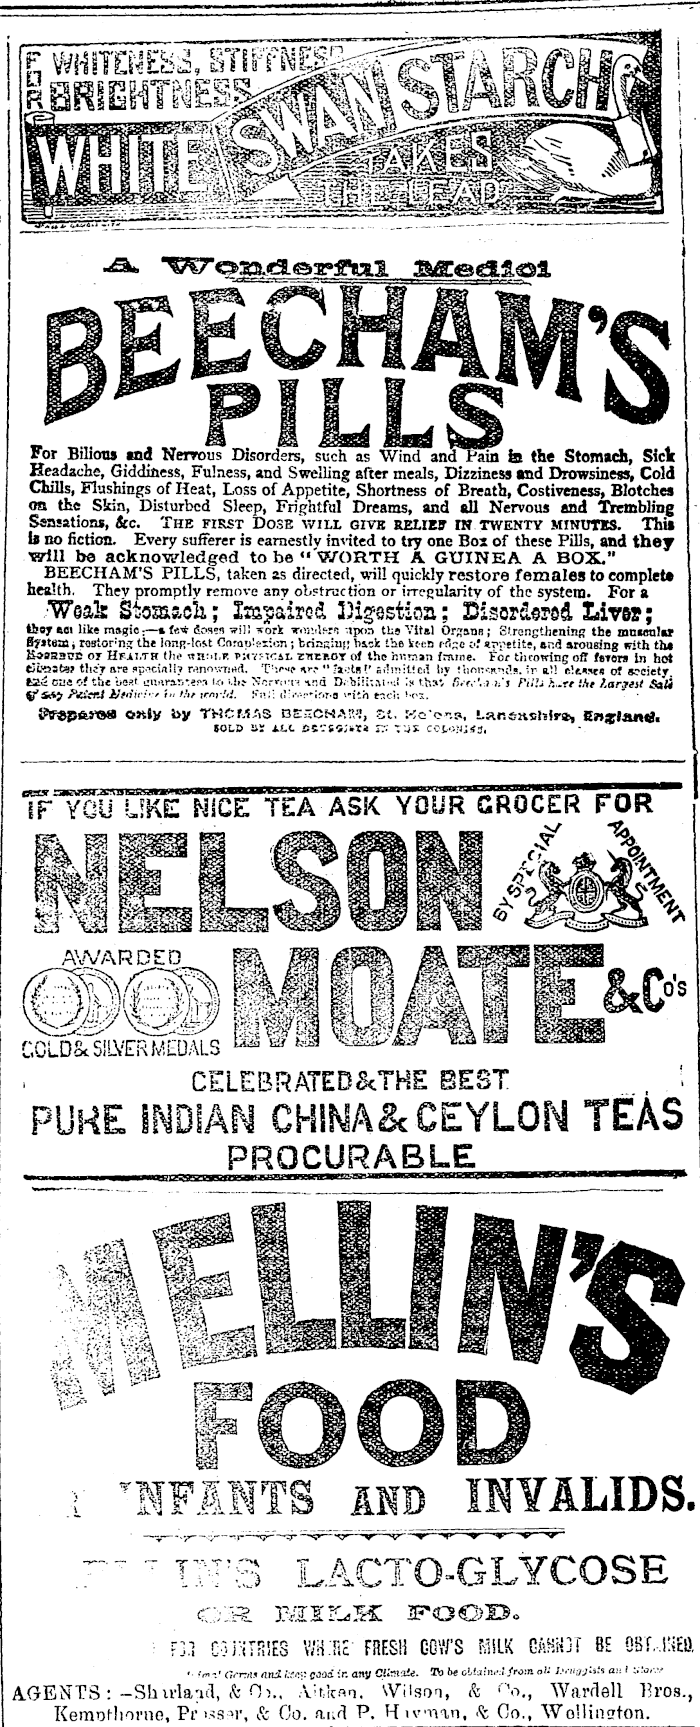 FOR WHITENESS, STIFFNESS
BRIGHTNESS
WHITE SWAN STARCH
TAKES
THE LEAD
A Wonderful Medici
BEECHAM'S
PILLS
For Bilious and Nervous Disorders, such as Wind and Pain in the Stomach, Sick
Headache, Giddiness, Fulness, and Swelling after meals, Dizziness and Drowsiness, Cold
Chills, Flushings of Heat, Loss of Appetite, Shortness of Breath, Costiveness, Blotches
on the Skin, Disturbed Sleep, Frightful Dreams, and all Nervous and Trembling
Sensations, &c. THE FIRST DOSE WILL GIVE RELIEF IN TWENTY MINUTES. This
is no fiction. Every sufferer is earnestly invited to try one Box of these Pills, and they
will be acknowledged to be "WORTH A GUINEA A BOX."
BEECHAM'S PILLS, taken as directed, will quickly restore females to complete
health. They promptly remove any obstruction or irregularity of the system. For a
Weak Stomach; Impaired Digestion; Disordered Liver;
they act like magic:—a few doses will work wonders upon the Vital Organs; Strengthening the muscular
System; restoring the long-lost Complexion; bringing back the keen edge of appetite, and arousing with the
ROSEBUD OF HEALTH the WHOLE PHYSICAL ENERGY of the human frame. For throwing off fevers in hot
climates they are specially renowned. These are "facts" admitted by thousands, in all classes of society,
and one of the best guarantees to the Nervous and Debilitated is that Beecham's Pills have the Largest Sale
of any Patent Medicine in the world. Full directions with each box.
Prepared only by THOMAS BEECHAM, St. Helens, Lancashire, England.
SOLD BY ALL DRUGGISTS IN THE COLONIES.
IF YOU LIKE NICE TEA ASK YOUR GROCER FOR
NELSON
BY SPECIAL APPOINTMENT
AWARDED
MOATE & Co's
GOLD & SILVER MEDALS
CELEBRATED & THE BEST
PURE INDIAN CHINA & CEYLON TEAS
PROCURABLE
MELLIN'S
FOOD
INFANTS AND INVALIDS.
LIN'S LACTO-GLYCOSE
OR MILK FOOD.
FOR COUNTRIES WHERE FRESH COW'S MILK CANNOT BE OBTAINED.
Germs and keep good in any Climate. To be obtained from all Druggists and Stores
AGENTS:—Sharland, & Co., Aitken, Wilson, & Co., Wardell Bros.,
Kempthorne, Prosser, & Co. and P. Hayman, & Co., Wellington.